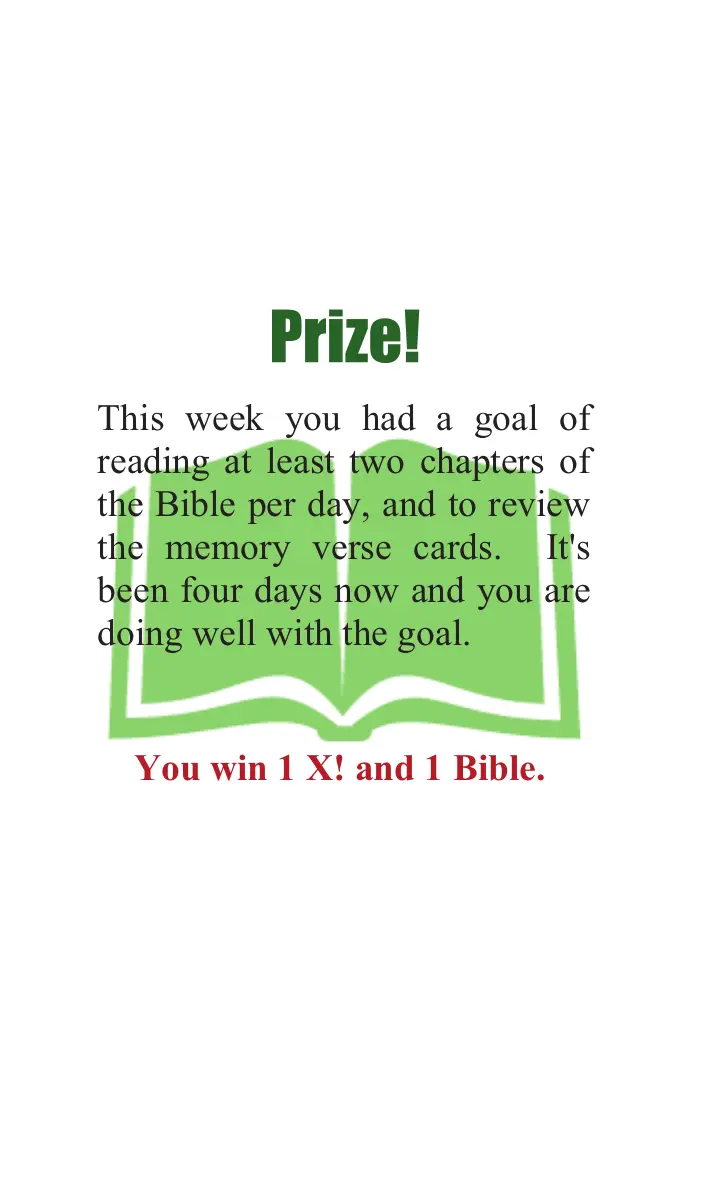 Prize!
This week you had a goal of
reading at least two chapters of
the Bible per day, and to review
the memory verse cards.  It's
been four days now and you are
doing well with the goal.
You win 1 X! and 1 Bible.